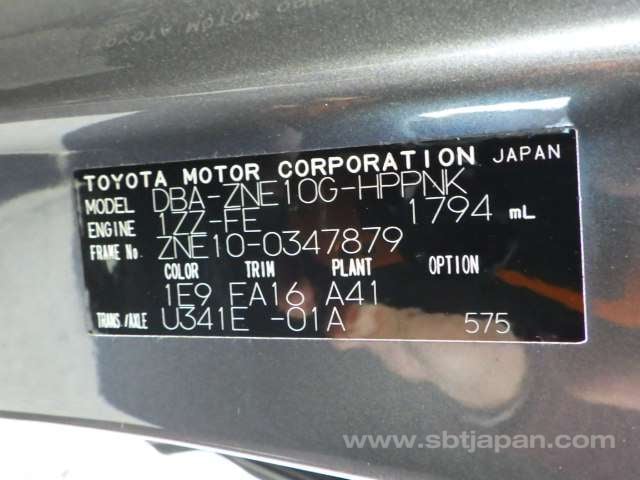 TOYOTA MOTOR CORPORATION JAPAN
MODEL DBA-ZNE10G-HPPNK
ENGINE 1ZZ-FE 1794 mL
FRAME No. ZNE10-0347879
COLOR TRIM PLANT OPTION
1E9 FA16 A41
TRANS./AXLE U341E -01A 575
www.sbtjapan.com